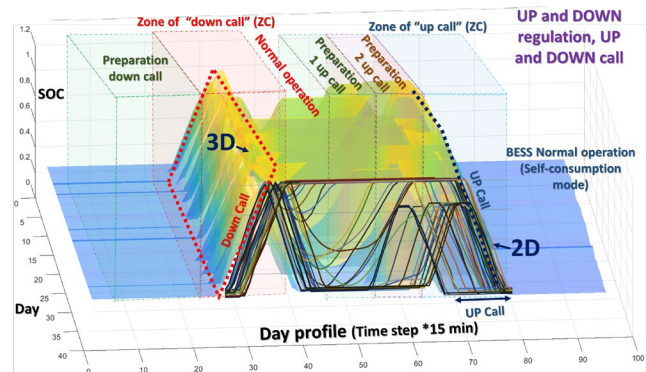 Zone of "down call" (ZC)
Zone of "up call" (ZC)
UP and DOWN
regulation, UP
and DOWN call
1.2
1
0.8
0.6
0.4
0.2
0
SOC
Preparation
down call
Normal operation
Preparation
1 up call
Preparation
2 up call
3D
Down Call
UP Call
BESS Normal operation
(Self-consumption
mode)
2D
UP Call
0
5
10
15
20
25
30
35
40
Day
Day profile (Time step *15 min)
0
10
20
30
40
50
60
70
80
90
100